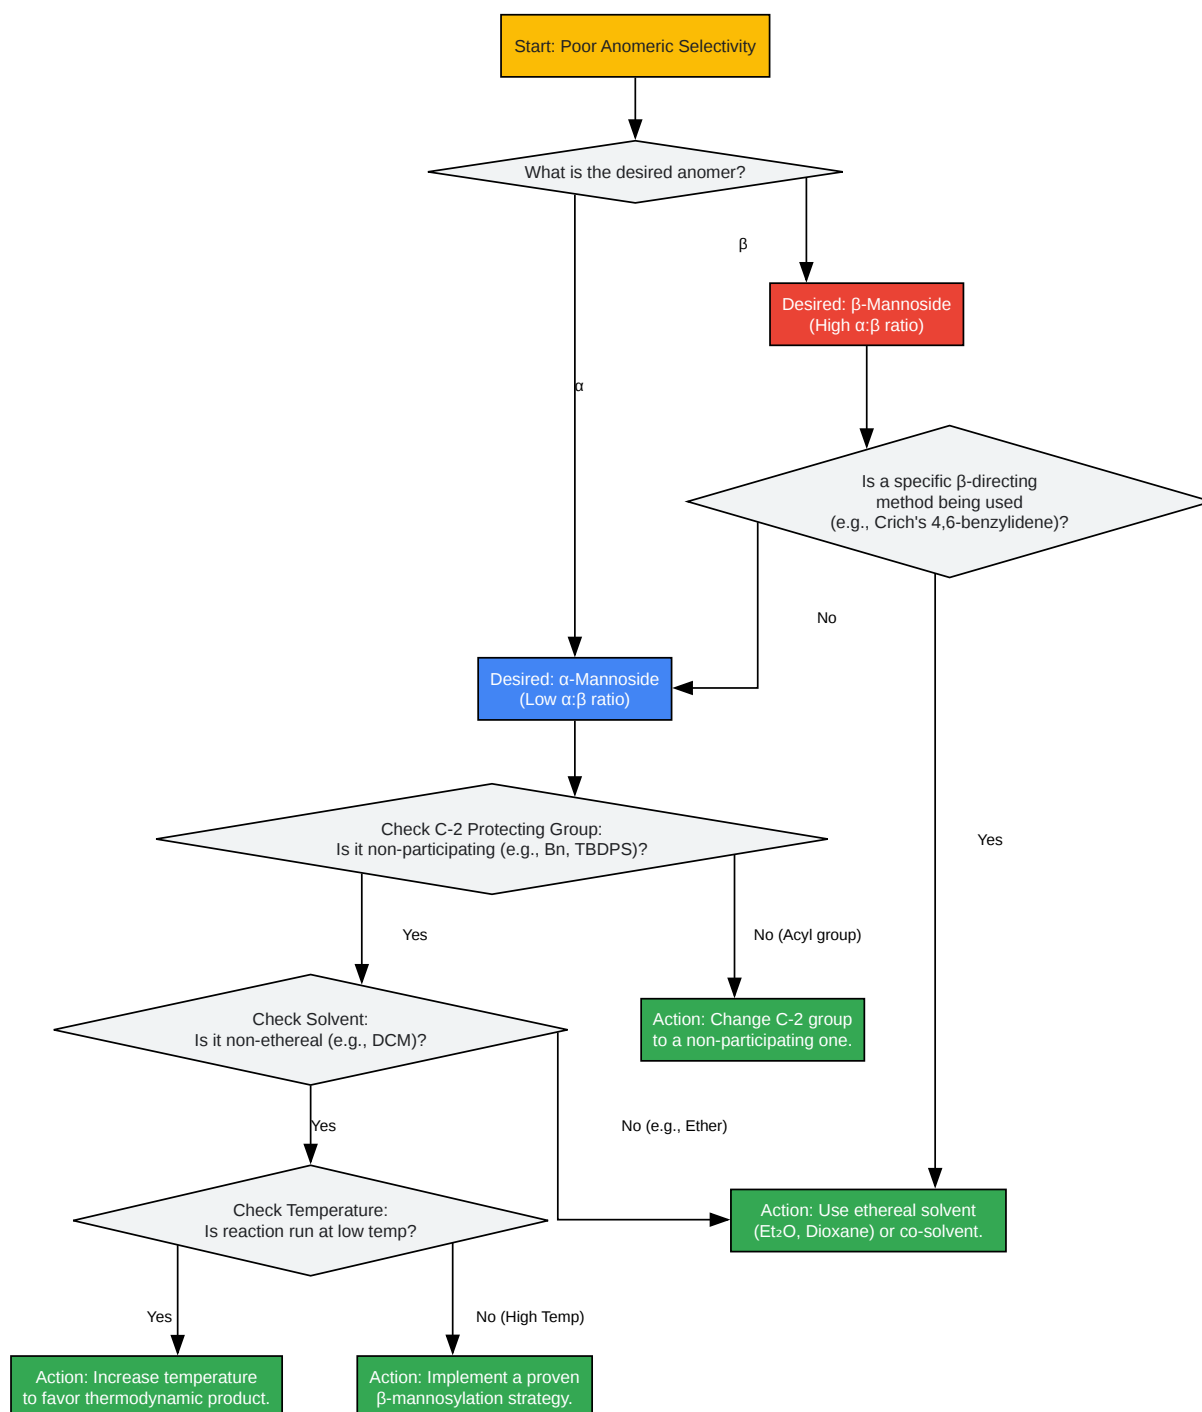 Start: Poor Anomeric Selectivity
What is the desired anomer?
β
Desired: β-Mannoside
(High α:β ratio)
α
Is a specific β-directing
method being used
(e.g., Crich's 4,6-benzylidene)?
No
Desired: α-Mannoside
(Low α:β ratio)
Check C-2 Protecting Group:
Is it non-participating (e.g., Bn, TBDPS)?
Yes
Yes
No (Acyl group)
Check Solvent:
Is it non-ethereal (e.g., DCM)?
Action: Change C-2 group
to a non-participating one.
Yes
No (e.g., Ether)
Check Temperature:
Is reaction run at low temp?
Action: Use ethereal solvent
(Et₂O, Dioxane) or co-solvent.
Yes
No (High Temp)
Action: Increase temperature
to favor thermodynamic product.
Action: Implement a proven
β-mannosylation strategy.